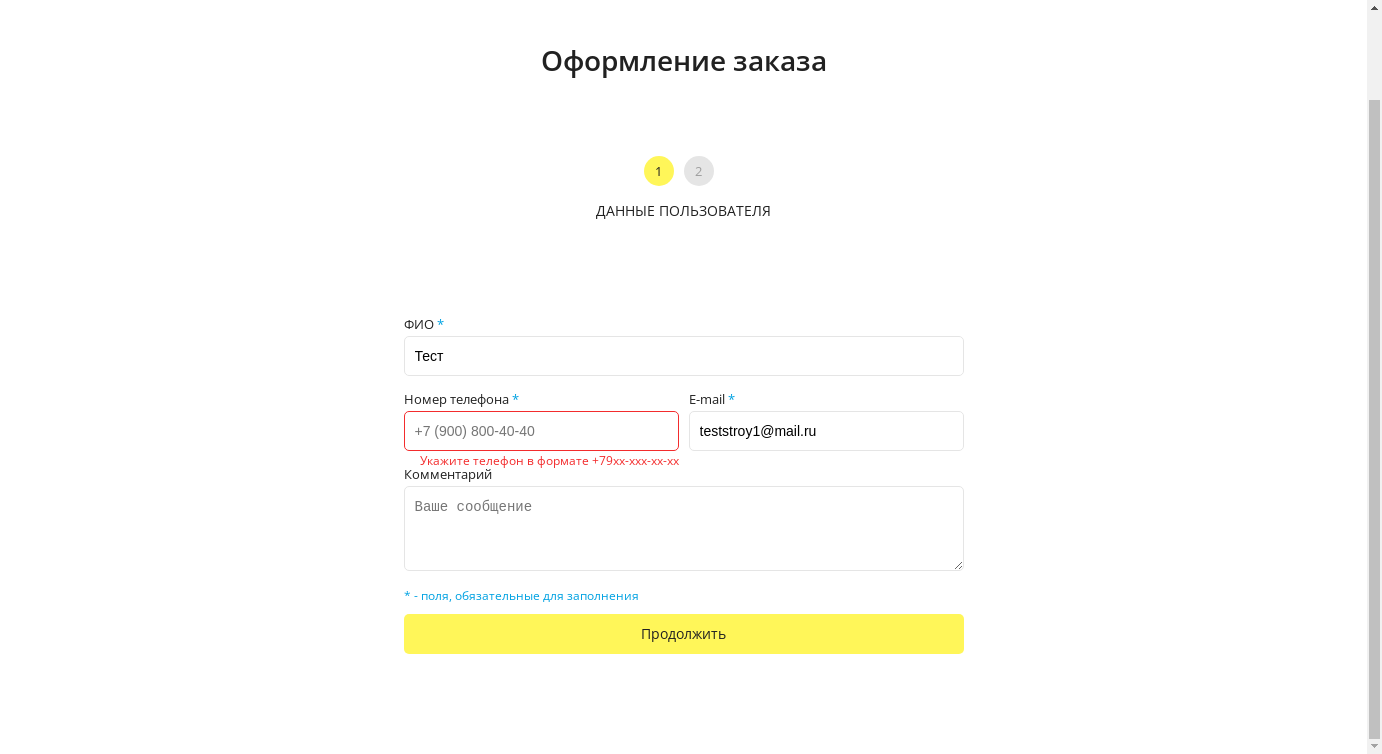 Оформление заказа
1 2
ДАННЫЕ ПОЛЬЗОВАТЕЛЯ
ФИО *
Тест
Номер телефона * E-mail *
+7 (900) 800-40-40 teststroy1@mail.ru
Укажите телефон в формате +79xx-xxx-xx-xx
Комментарий
Ваше сообщение
* - поля, обязательные для заполнения
Продолжить